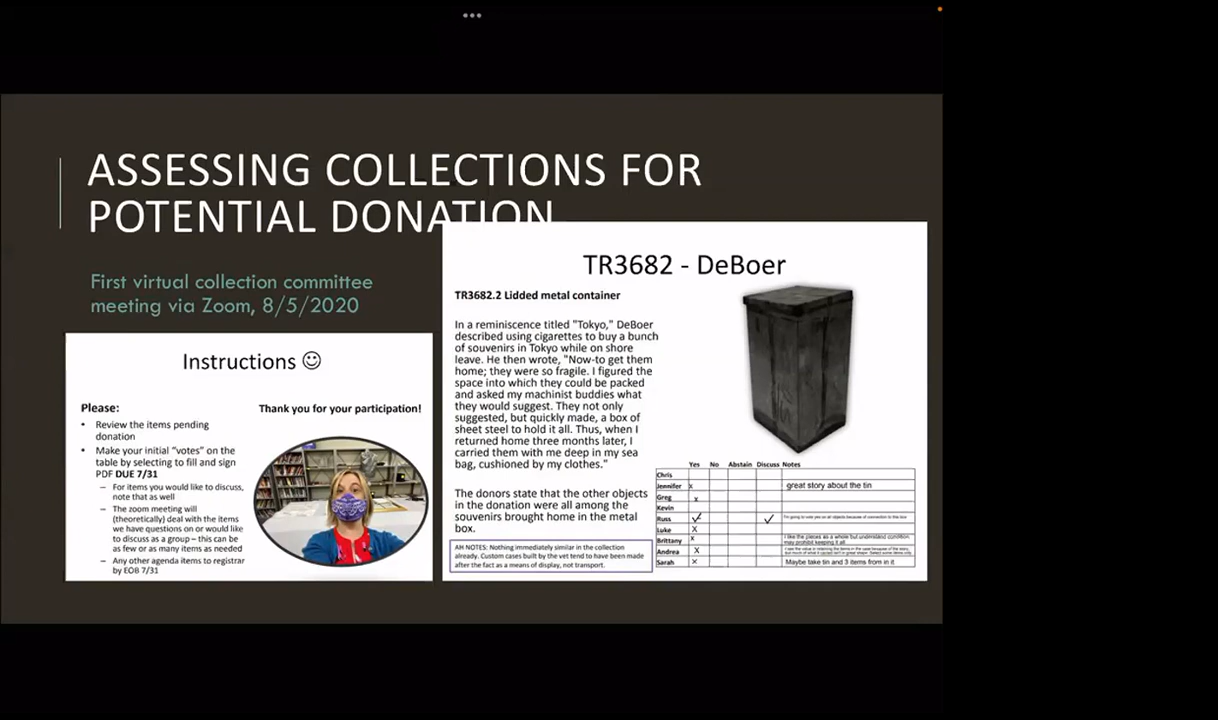 ASSESSING COLLECTIONS FOR
POTENTIAL DONATION
First virtual collection committee
meeting via Zoom, 8/5/2020
Instructions ☺
Please:
• Review the items pending
donation
• Make your initial “votes” on the
table by selecting to fill and sign
PDF DUE 7/31
– For items you would like to discuss,
note that as well
– The zoom meeting will
(theoretically) deal with the items
we have questions on or would like
to discuss as a group – this can be
as few or as many items as needed
– Any other agenda items to registrar
by EOB 7/31
Thank you for your participation!
TR3682 - DeBoer
TR3682.2 Lidded metal container
In a reminiscence titled "Tokyo," DeBoer
described using cigarettes to buy a bunch
of souvenirs in Tokyo while on shore
leave. He then wrote, "Now-to get them
home; they were so fragile. I figured the
space into which they could be packed
and asked my machinist buddies what
they would suggest. They not only
suggested, but quickly made, a box of
sheet steel to hold it all. Thus, when I
returned home three months later, I
carried them with me deep in my sea
bag, cushioned by my clothes."
The donors state that the other objects
in the donation were all among the
souvenirs brought home in the metal
box.
AH NOTES: Nothing immediately similar in the collection
already. Custom cases built by the vet tend to have been made
after the fact as a means of display, not transport.
Yes No Abstain Discuss Notes
Chris
Jennifer x great story about the tin
Greg x
Kevin
Russ ✓ ✓
Luke X
Brittany x I like the pieces as a whole but understand condition
may prohibit keeping it all
Andrea X
Sarah X Maybe take tin and 3 items from in it